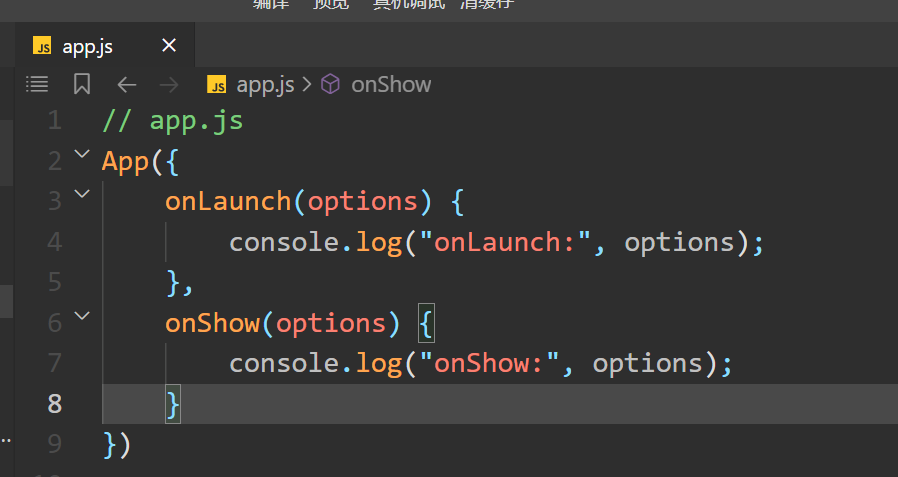 编译 预览 真机调试 清缓存
JS app.js
JS app.js > onShow
1 // app.js
2 App({
3 onLaunch(options) {
4 console.log("onLaunch:", options);
5 },
6 onShow(options) {
7 console.log("onShow:", options);
8 }
9 })